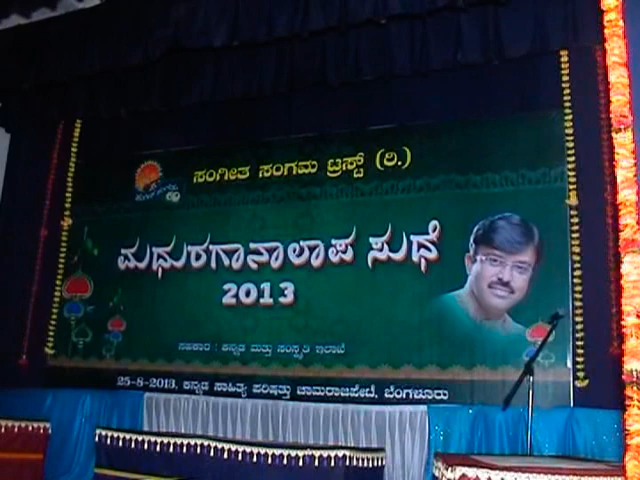 ಸಂಗೀತ ಸಂಗಮ ಟ್ರಸ್ಟ್ (ರಿ.)
ಮಧುರಗಾನಾಲಾಪ ಸುಧೆ
2013
ಸಹಕಾರ : ಕನ್ನಡ ಮತ್ತು ಸಂಸ್ಕೃತಿ ಇಲಾಖೆ
25-8-2013, ಕನ್ನಡ ಸಾಹಿತ್ಯ ಪರಿಷತ್ತು ಚಾಮರಾಜಪೇಟೆ, ಬೆಂಗಳೂರು